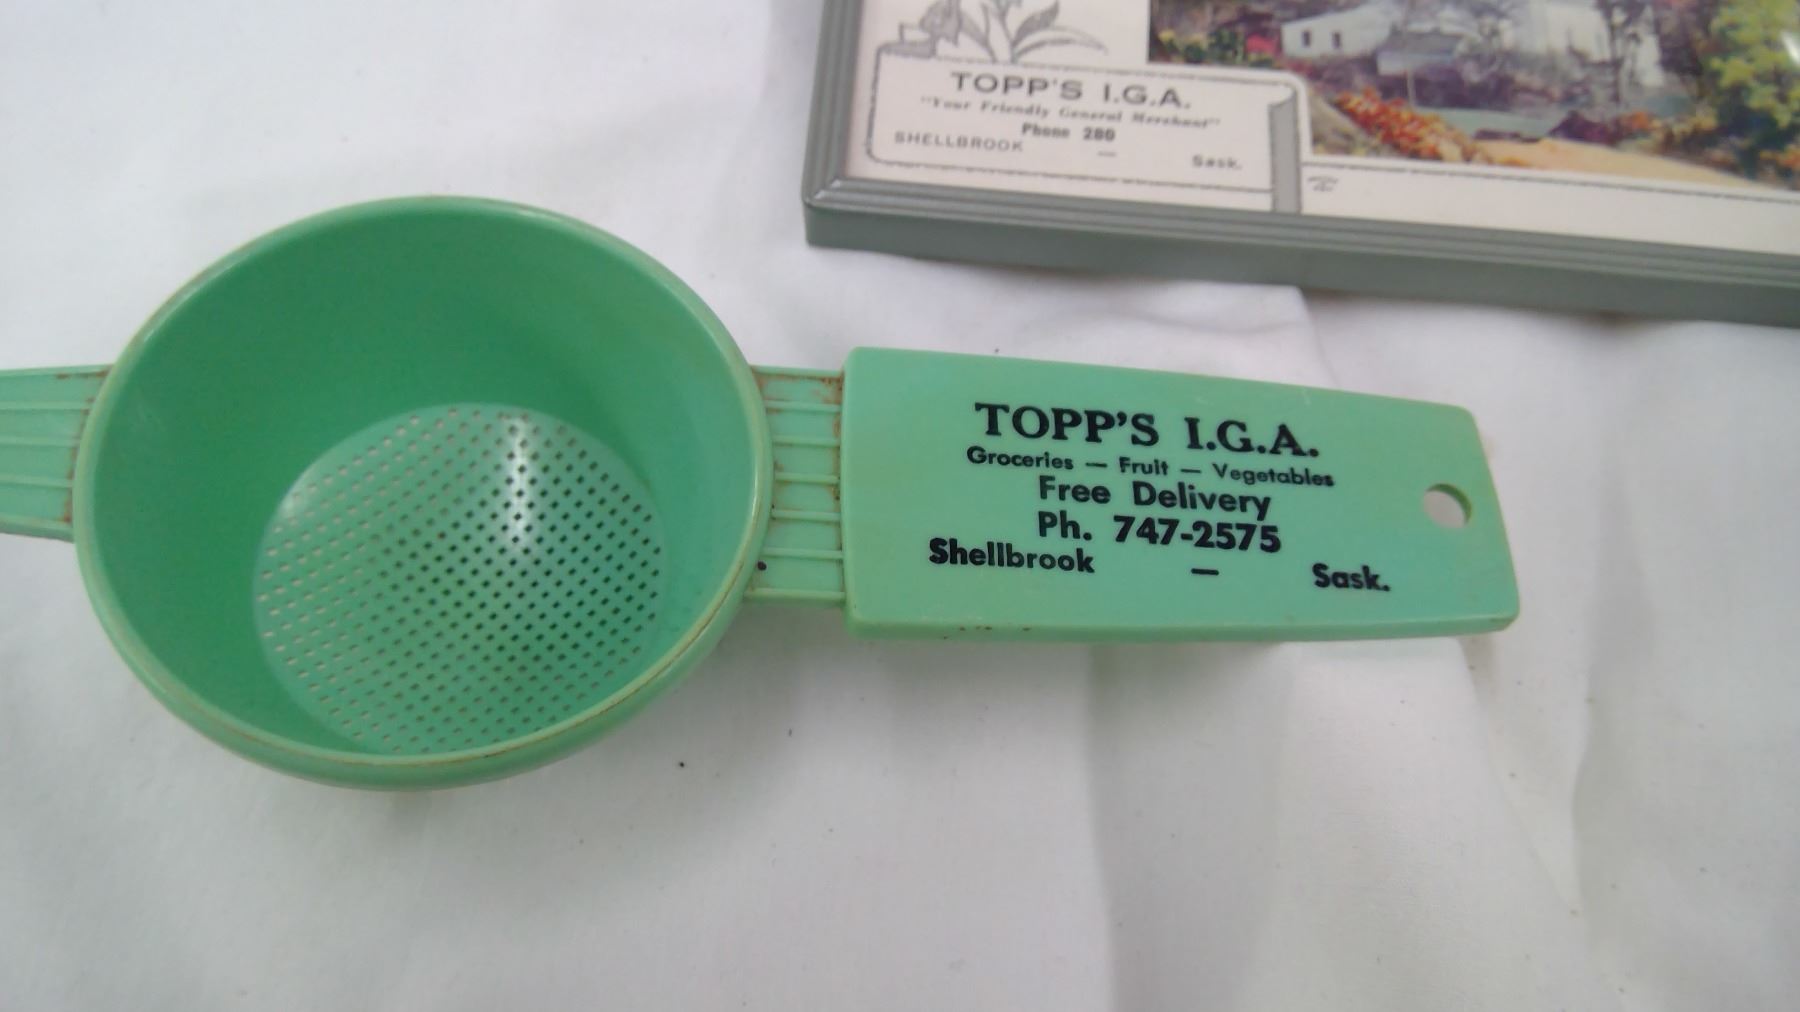 TOPP'S I.G.A.
"Your Friendly General Merchant"
Phone 280
SHELLBROOK — Sask.
TOPP'S I.G.A.
Groceries — Fruit — Vegetables
Free Delivery
Ph. 747-2575
Shellbrook — Sask.